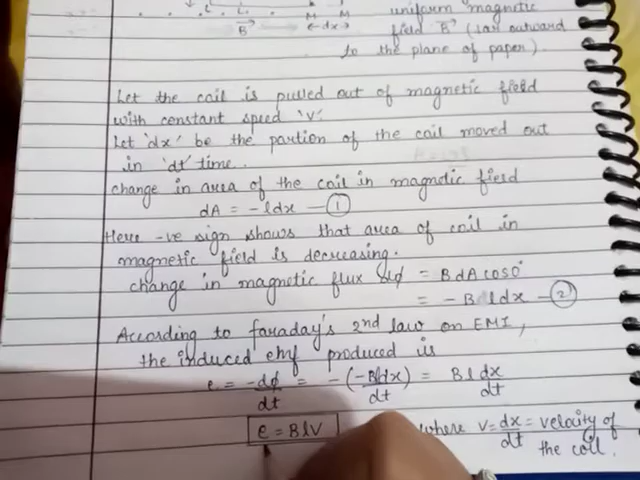 uniform magnetic
B→ ←dx→ field B→ ( outward
to the plane of paper).
Let the coil is pulled out of magnetic field
with constant speed 'v'.
Let 'dx' be the portion of the coil moved out
in 'dt' time.
change in area of the coil in magnetic field
dA = -ldx — ①
Here -ve sign shows that area of coil in
magnetic field is decreasing.
change in magnetic flux dϕ = BdA cos0°
= -Bldx — ②
According to faraday's 2nd law on EMI,
the induced emf produced is
e = -dϕ/dt = -(-Bldx)/dt = Bl dx/dt
e = Blv where v = dx/dt = velocity of
the coil.